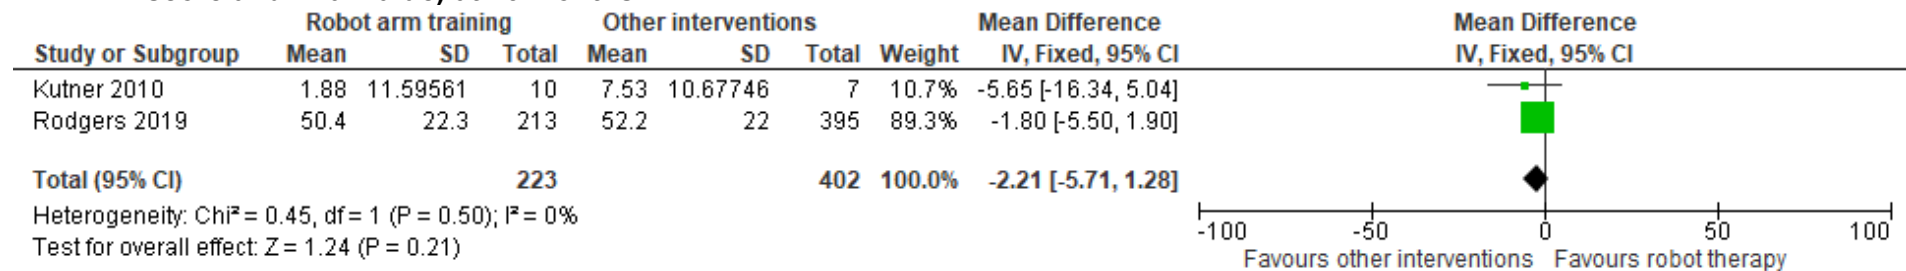 Robot arm training Other interventions Mean Difference Mean Difference
Study or Subgroup Mean SD Total Mean SD Total Weight IV, Fixed, 95% CI IV, Fixed, 95% CI
Kutner 2010 1.88 11.59561 10 7.53 10.67746 7 10.7% -5.65 [-16.34, 5.04]
Rodgers 2019 50.4 22.3 213 52.2 22 395 89.3% -1.80 [-5.50, 1.90]
Total (95% CI) 223 402 100.0% -2.21 [-5.71, 1.28]
Heterogeneity: Chi² = 0.45, df = 1 (P = 0.50); I² = 0%
Test for overall effect: Z = 1.24 (P = 0.21)
-100 -50 0 50 100
Favours other interventions Favours robot therapy